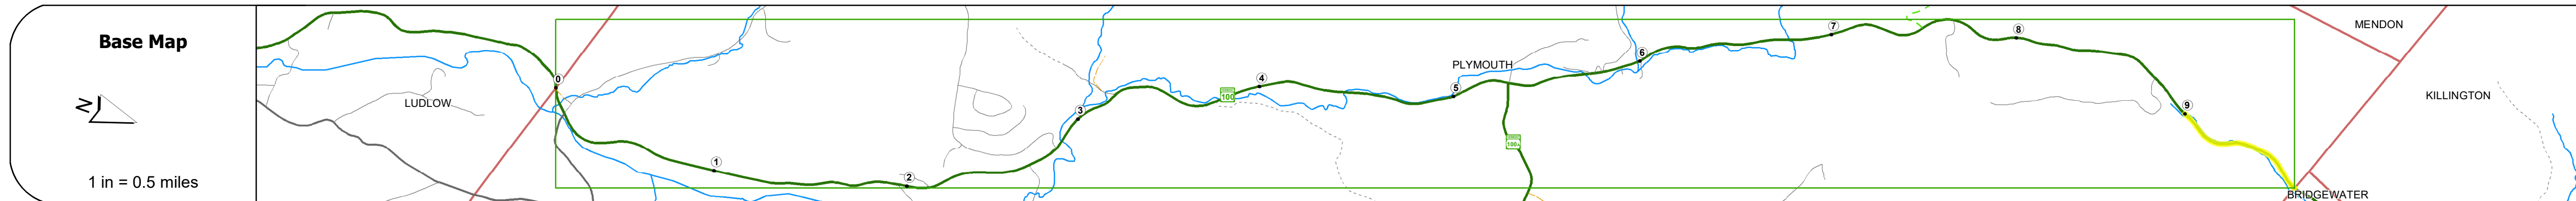 Base Map
N
1 in = 0.5 miles
LUDLOW
0
1
2
3
100
4
5
PLYMOUTH
100A
6
7
8
9
MENDON
KILLINGTON
BRIDGEWATER